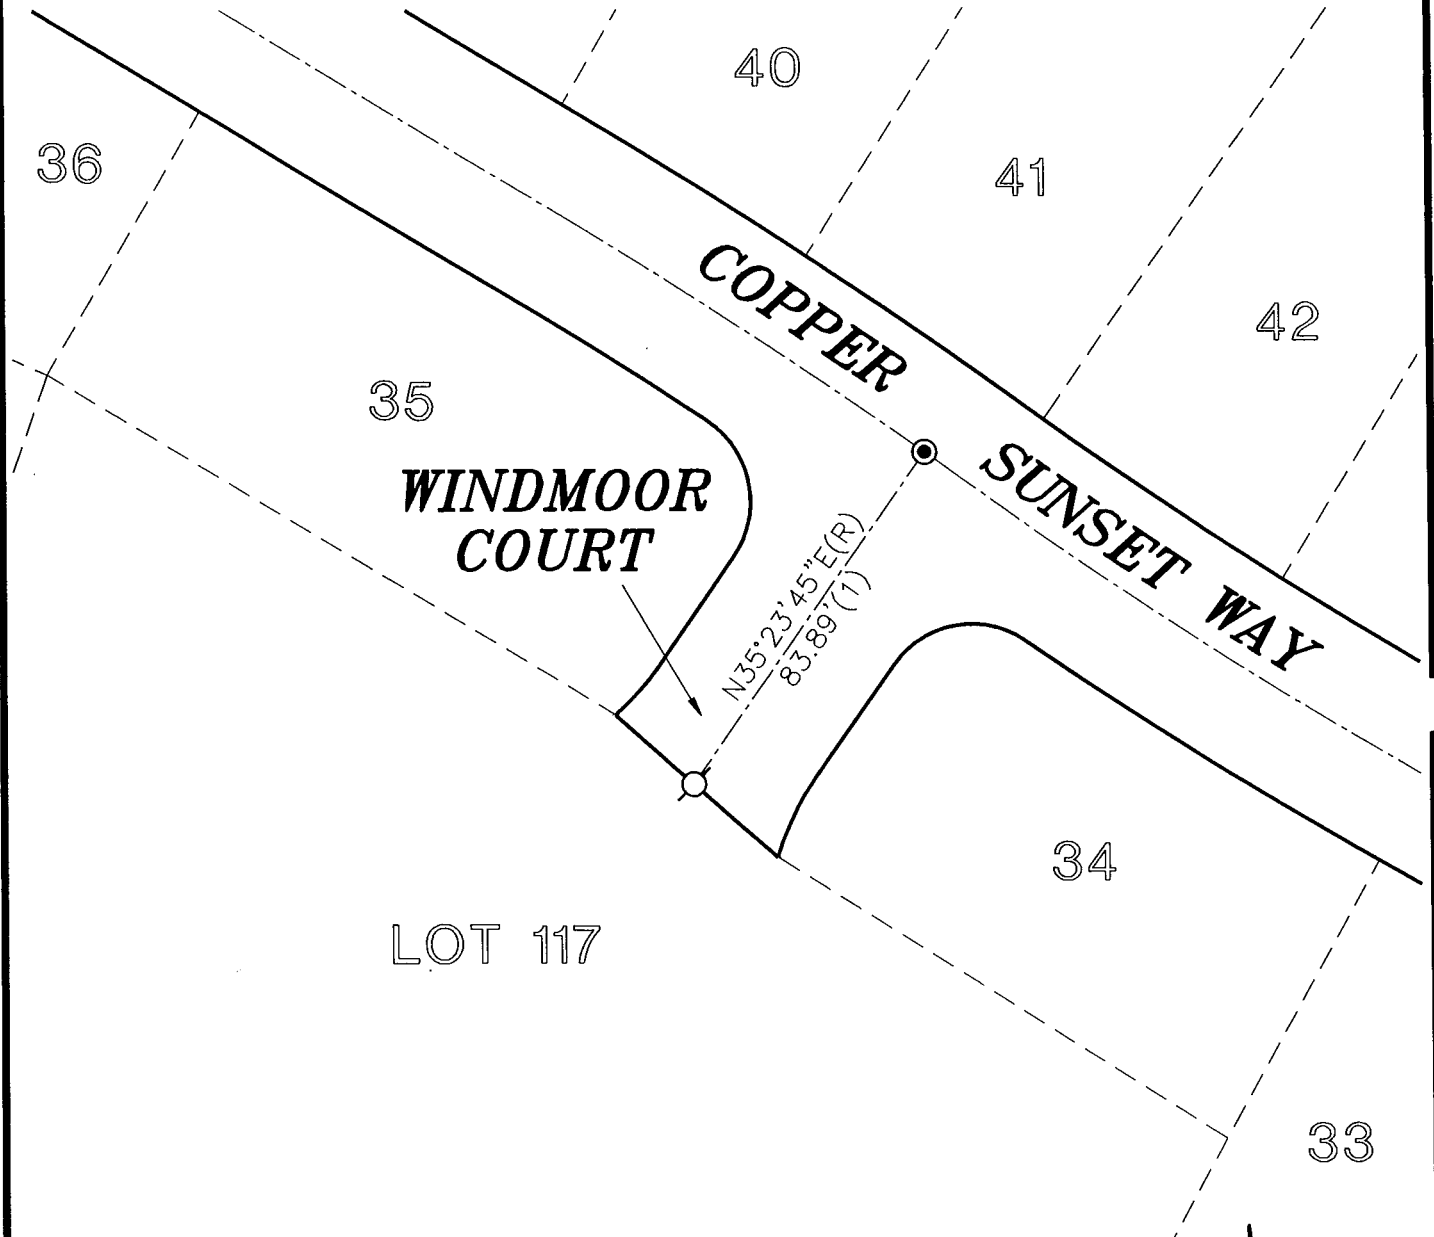 40
36
41
COPPER
42
35
SUNSET WAY
WINDMOOR
COURT
N35°23'45"E(R)
83.89'(1)
34
LOT 117
33